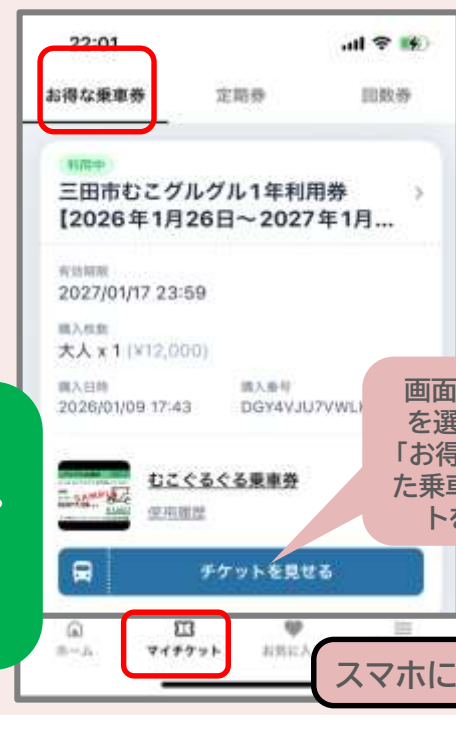 22:01
お得な乗車券 定期券 回数券
利用中
三田市むこグルグル1年利用券
【2026年1月26日～2027年1月...
有効期限
2027/01/17 23:59
購入枚数
大人 x 1 (¥12,000)
購入日時 購入番号
2026/01/09 17:43 DGY4VJU7VWL
むこぐるぐる乗車券
使用履歴
チケットを見せる
ホーム マイチケット お気に入
画面
を選
「お得
た乗車
トを
スマホに